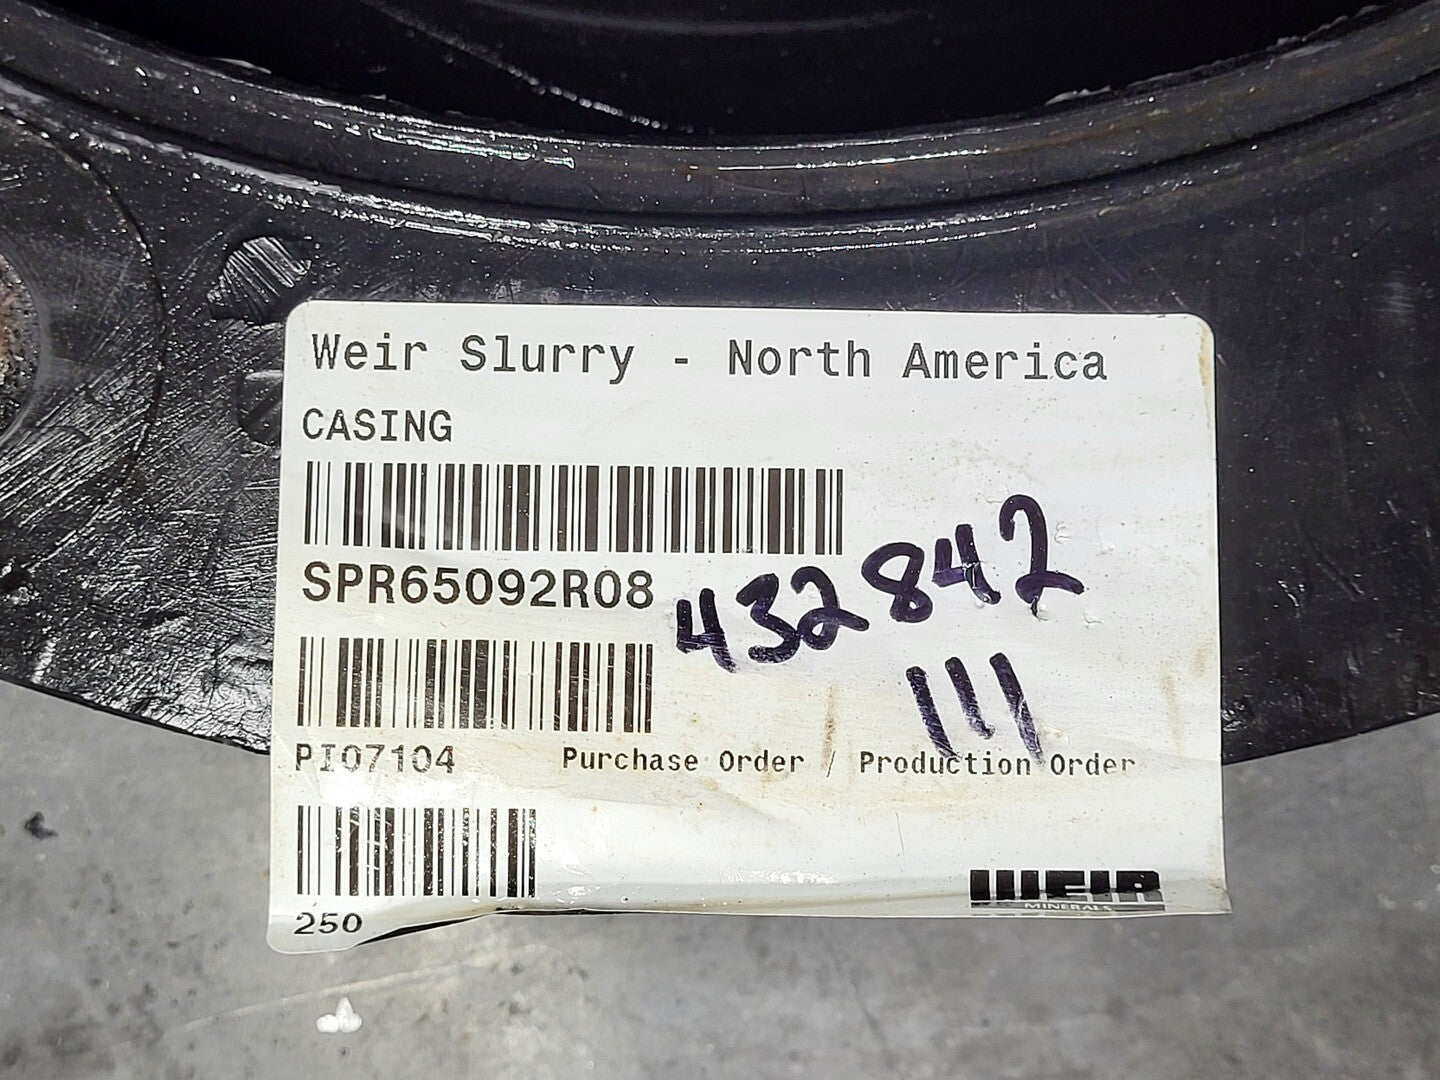 Weir Slurry - North America
CASING
SPR65092R08
432842
111
PI07104
Purchase Order / Production Order
250
WEIR
MINERALS